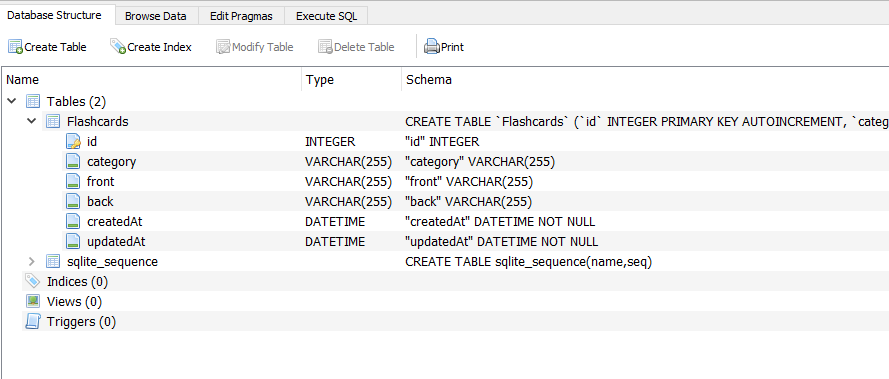 Database Structure Browse Data Edit Pragmas Execute SQL
Create Table Create Index Modify Table Delete Table Print
Name Type Schema
Tables (2)
Flashcards CREATE TABLE `Flashcards` (`id` INTEGER PRIMARY KEY AUTOINCREMENT, `categ
id INTEGER "id" INTEGER
category VARCHAR(255) "category" VARCHAR(255)
front VARCHAR(255) "front" VARCHAR(255)
back VARCHAR(255) "back" VARCHAR(255)
createdAt DATETIME "createdAt" DATETIME NOT NULL
updatedAt DATETIME "updatedAt" DATETIME NOT NULL
sqlite_sequence CREATE TABLE sqlite_sequence(name,seq)
Indices (0)
Views (0)
Triggers (0)